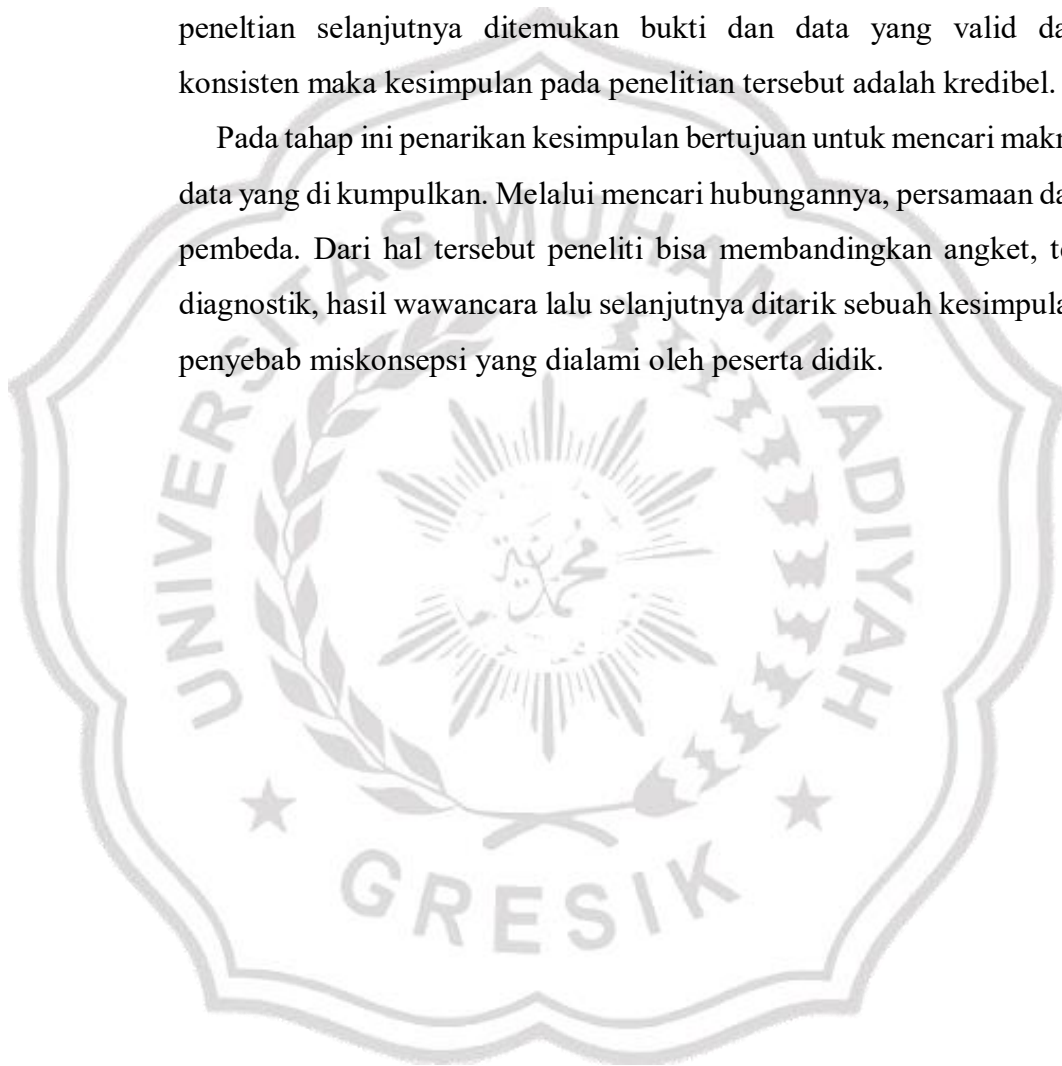 peneltian selanjutnya ditemukan bukti dan data yang valid da
konsisten maka kesimpulan pada penelitian tersebut adalah kredibel.
Pada tahap ini penarikan kesimpulan bertujuan untuk mencari makn
data yang di kumpulkan. Melalui mencari hubungannya, persamaan da
pembeda. Dari hal tersebut peneliti bisa membandingkan angket, te
diagnostik, hasil wawancara lalu selanjutnya ditarik sebuah kesimpula
penyebab miskonsepsi yang dialami oleh peserta didik.
UNIVERSITAS MUHAMMADIYAH
محمدية
GRESIK